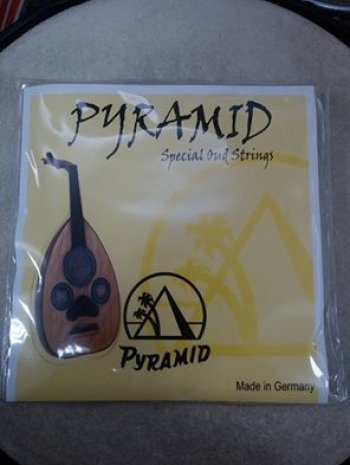 PYRAMID
Special Oud Strings
PYRAMID
Made in Germany